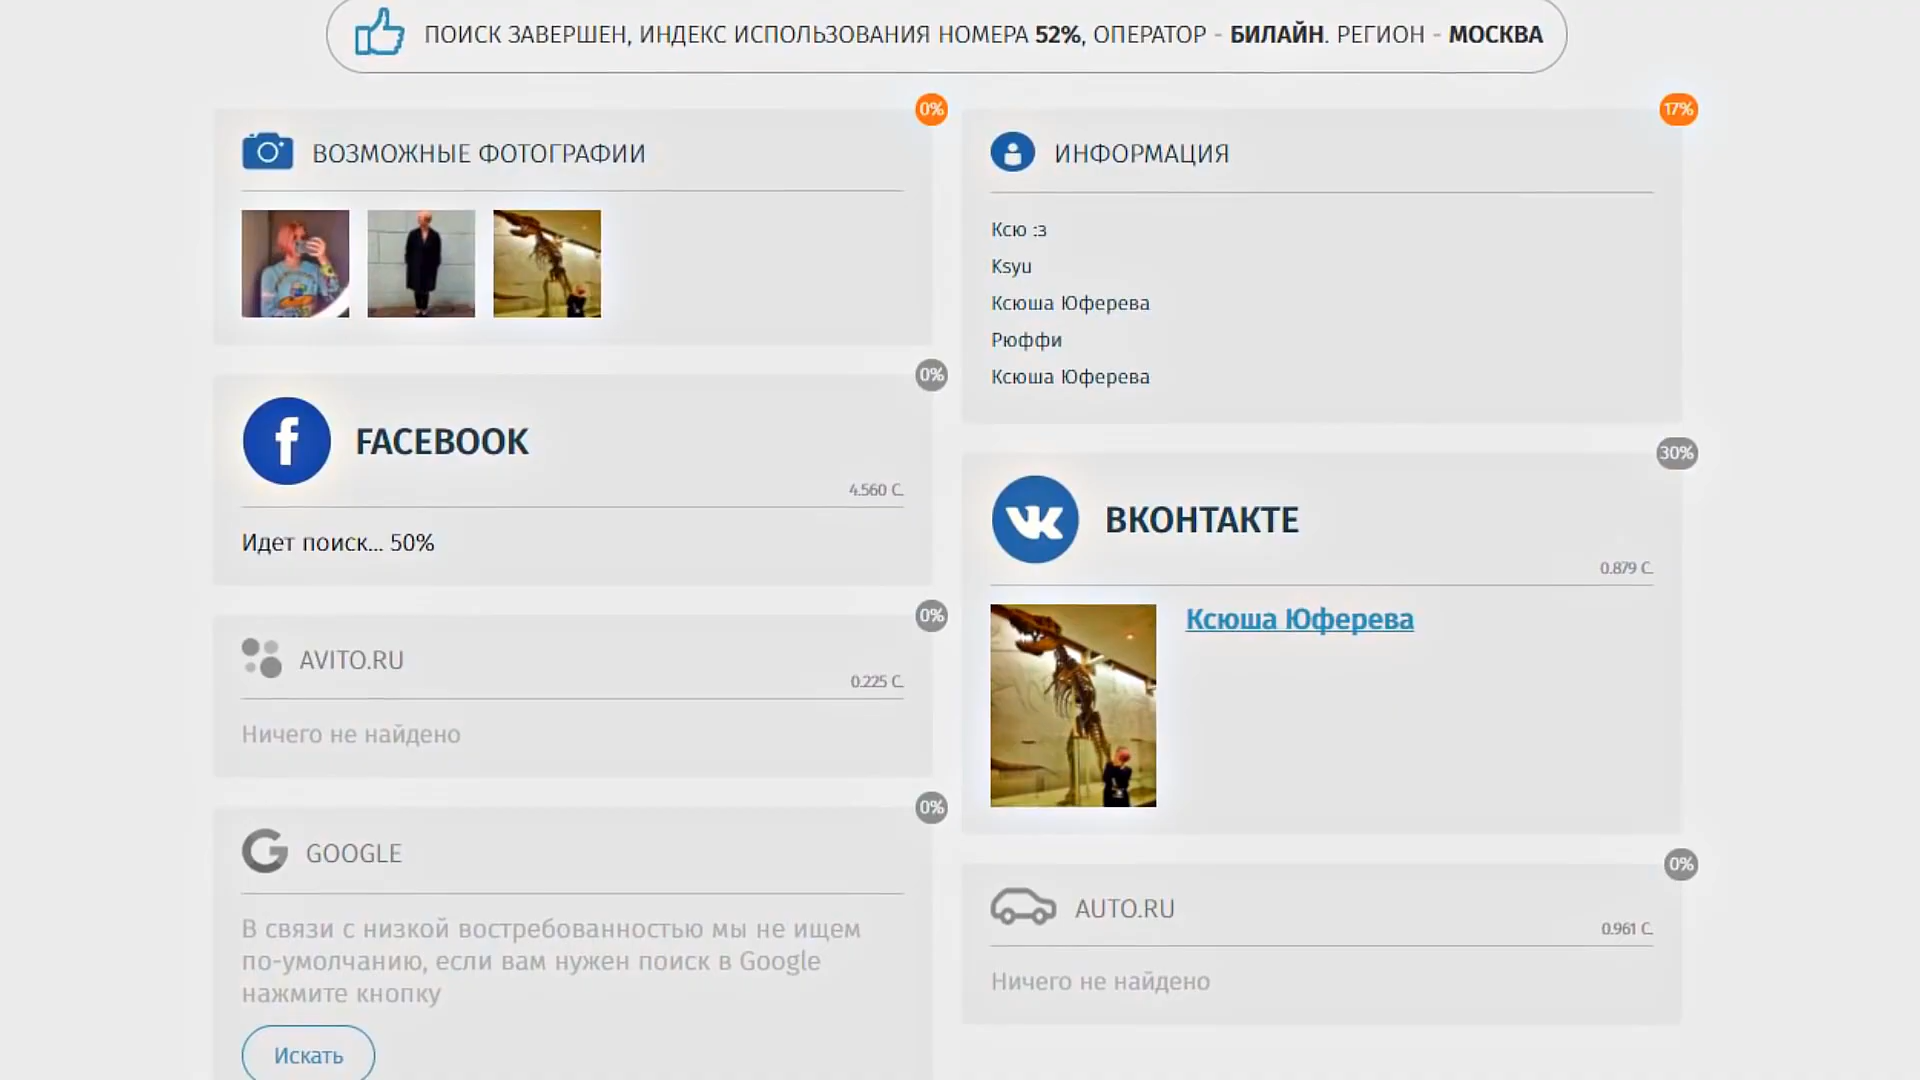 ПОИСК ЗАВЕРШЕН, ИНДЕКС ИСПОЛЬЗОВАНИЯ НОМЕРА 52%, ОПЕРАТОР - БИЛАЙН. РЕГИОН - МОСКВА
0%
ВОЗМОЖНЫЕ ФОТОГРАФИИ
0%
f
FACEBOOK
4.560 С.
Идет поиск... 50%
0%
AVITO.RU
0.225 С.
Ничего не найдено
0%
G
GOOGLE
В связи с низкой востребованностью мы не ищем
по-умолчанию, если вам нужен поиск в Google
нажмите кнопку
Искать
17%
ИНФОРМАЦИЯ
Ксю :з
Ksyu
Ксюша Юферева
Рюффи
Ксюша Юферева
30%
VK
ВКОНТАКТЕ
0.879 С.
Ксюша Юферева
0%
AUTO.RU
0.961 С.
Ничего не найдено